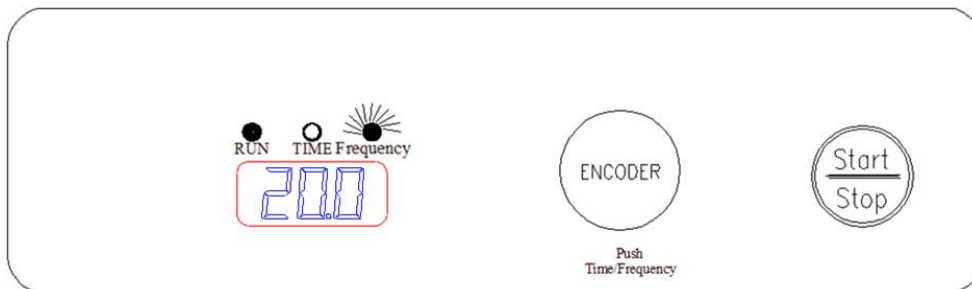 RUN TIME Frequency
20.0
ENCODER
Push
Time/Frequency
Start
Stop